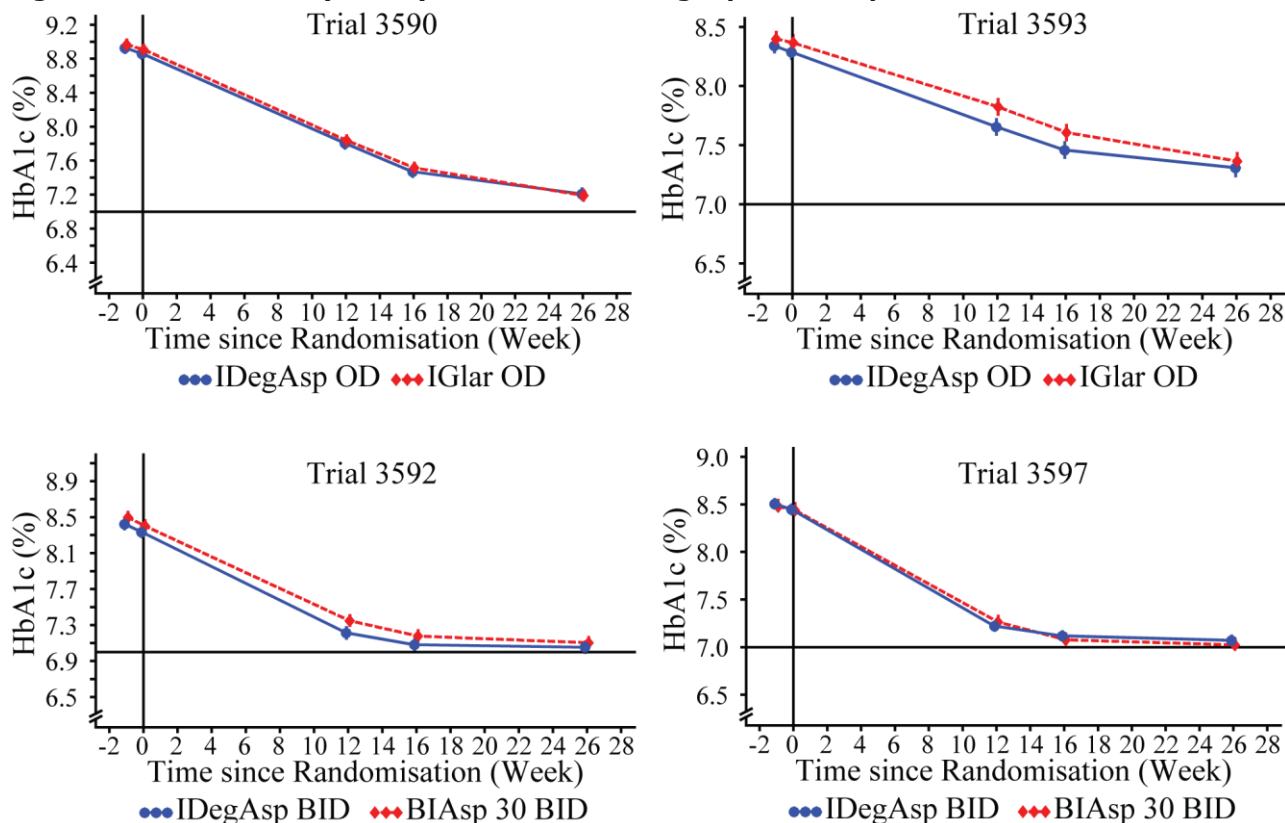 Trial 3590
HbA1c (%)
9.2
8.8
8.4
8.0
7.6
7.2
6.8
6.4
-2 0 2 4 6 8 10 12 14 16 18 20 22 24 26 28
Time since Randomisation (Week)
IDegAsp OD IGlar OD
Trial 3593
HbA1c (%)
8.5
8.0
7.5
7.0
6.5
-2 0 2 4 6 8 10 12 14 16 18 20 22 24 26 28
Time since Randomisation (Week)
IDegAsp OD IGlar OD
Trial 3592
HbA1c (%)
8.9
8.5
8.1
7.7
7.3
6.9
6.5
-2 0 2 4 6 8 10 12 14 16 18 20 22 24 26 28
Time since Randomisation (Week)
IDegAsp BID BIAsp 30 BID
Trial 3597
HbA1c (%)
9.0
8.5
8.0
7.5
7.0
6.5
-2 0 2 4 6 8 10 12 14 16 18 20 22 24 26 28
Time since Randomisation (Week)
IDegAsp BID BIAsp 30 BID